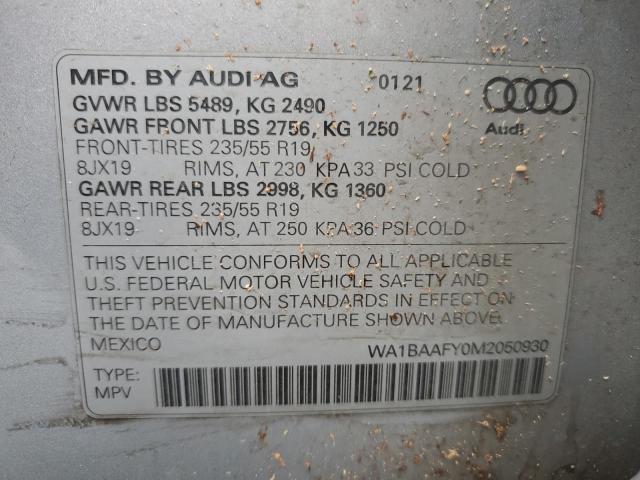 MFD. BY AUDI AG 0121
GVWR LBS 5489, KG 2490
GAWR FRONT LBS 2756, KG 1250
Audi
FRONT-TIRES 235/55 R19
8JX19 RIMS, AT 230 KPA 33 PSI COLD
GAWR REAR LBS 2998, KG 1360
REAR-TIRES 235/55 R19
8JX19 RIMS, AT 250 KPA 36 PSI COLD
THIS VEHICLE CONFORMS TO ALL APPLICABLE
U.S. FEDERAL MOTOR VEHICLE SAFETY AND
THEFT PREVENTION STANDARDS IN EFFECT ON
THE DATE OF MANUFACTURE SHOWN ABOVE.
MEXICO WA1BAAFY0M2050930
TYPE:
MPV